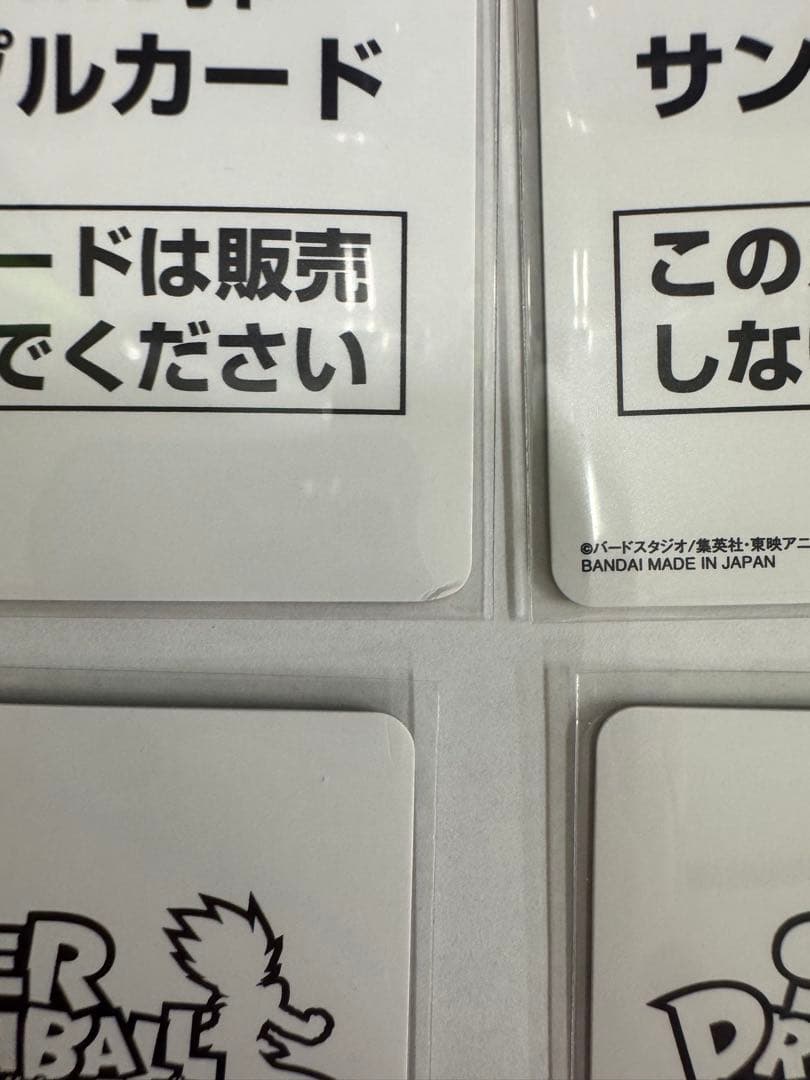 プルカード
ードは販売
でください
サン
この
しない
©バードスタジオ/集英社・東映アニ
BANDAI MADE IN JAPAN
ER
BALL
DR